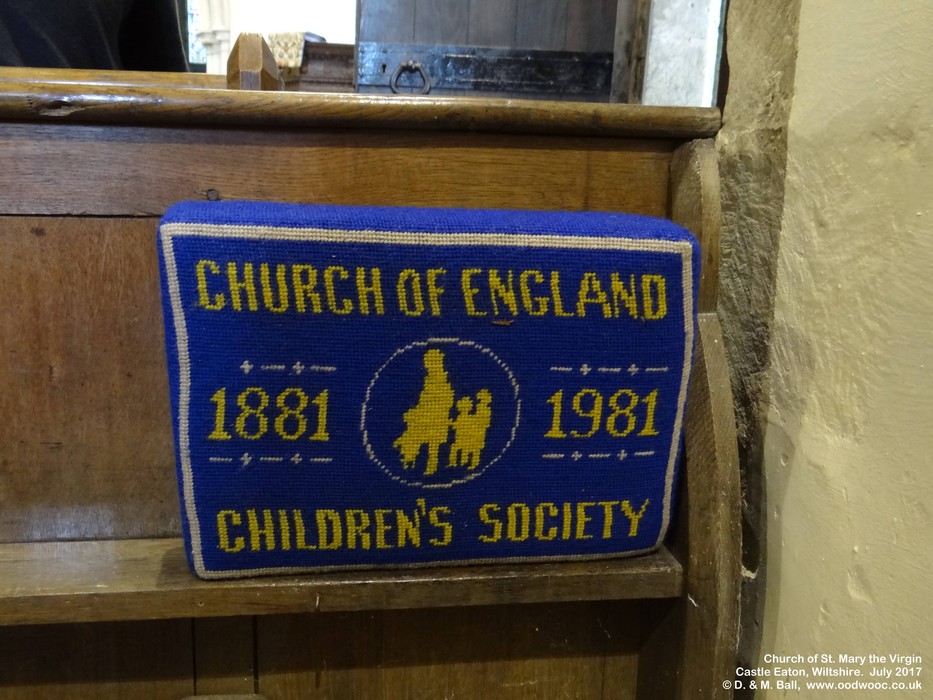 CHURCH OF ENGLAND
1881 1981
CHILDREN'S SOCIETY
Church of St. Mary the Virgin
Castle Eaton, Wiltshire. July 2017
© D. & M. Ball, www.oodwooc.co.uk